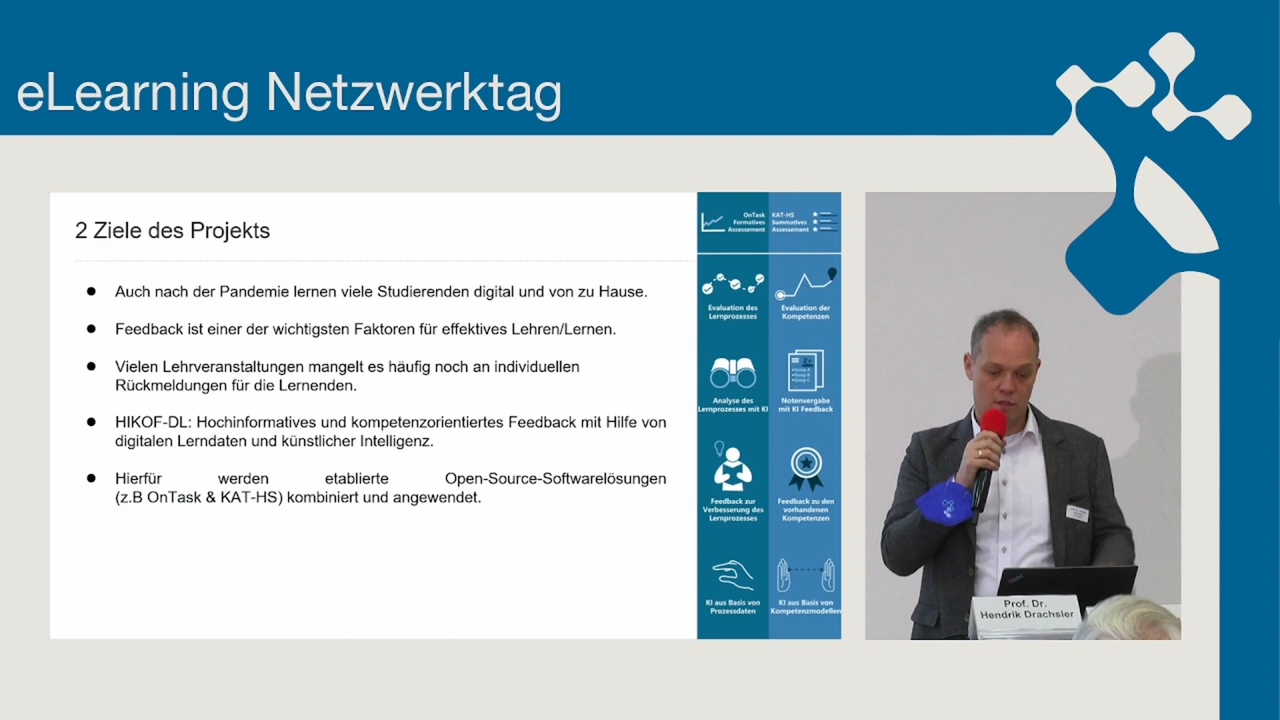 eLearning Netzwerktag
2 Ziele des Projekts
● Auch nach der Pandemie lernen viele Studierenden digital und von zu Hause.
● Feedback ist einer der wichtigsten Faktoren für effektives Lehren/Lernen.
● Vielen Lehrveranstaltungen mangelt es häufig noch an individuellen
Rückmeldungen für die Lernenden.
● HIKOF-DL: Hochinformatives und kompetenzorientiertes Feedback mit Hilfe von
digitalen Lerndaten und künstlicher Intelligenz.
● Hierfür werden etablierte Open-Source-Softwarelösungen
(z.B OnTask & KAT-HS) kombiniert und angewendet.
OnTask
Formatives
Assessment
KAT-HS
Summatives
Assessement
Evaluation des
Lernprozesses
Evaluation der
Kompetenzen
Analyse des
Lernprozesses mit KI
Notenvergabe
mit KI Feedback
Feedback zur
Verbesserung des
Lernprozesses
Feedback zu den
vorhandenen
Kompetenzen
KI aus Basis von
Prozessdaten
KI aus Basis von
Kompetenzmodellen
Prof. Dr.
Hendrik Drachsler